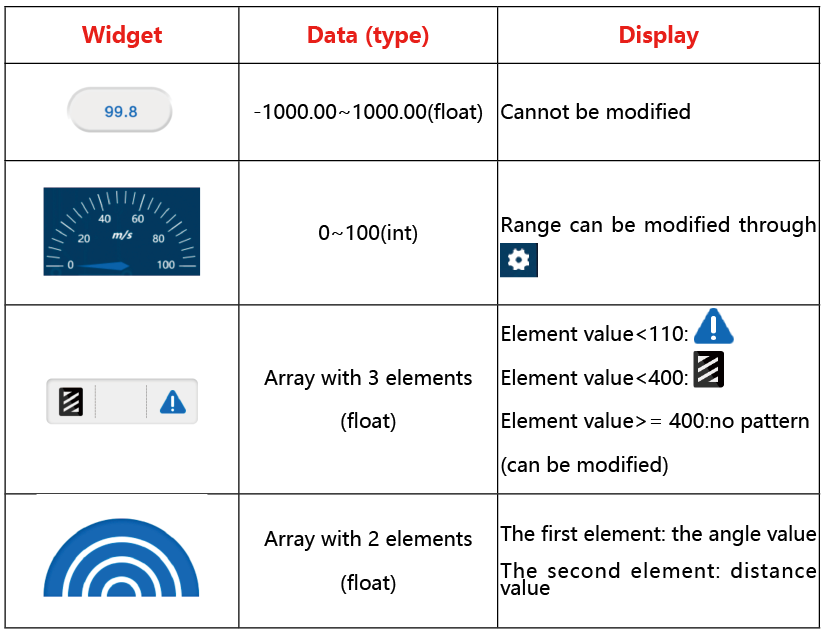 Widget Data (type) Display
99.8
-1000.00~1000.00(float)
Cannot be modified
40 60
20 m/s 80
0 100
0~100(int)
Range can be modified through
Array with 3 elements
(float)
Element value<110:
Element value<400:
Element value>= 400:no pattern
(can be modified)
Array with 2 elements
(float)
The first element: the angle value
The second element: distance
value